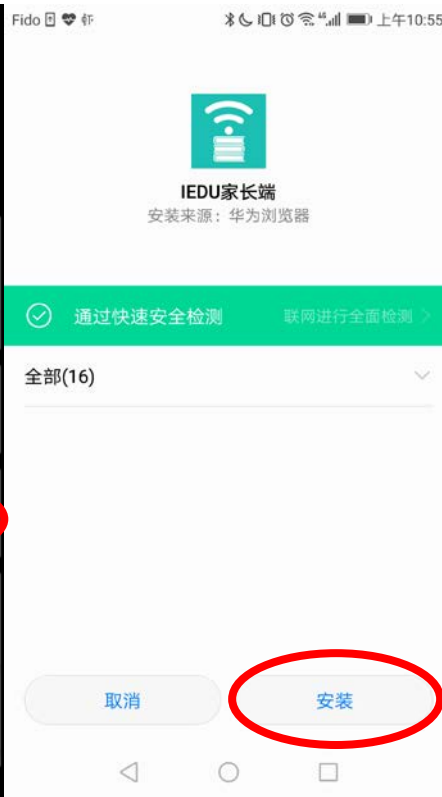 Fido 虾 上午10:55
IEDU家长端
安装来源：华为浏览器
通过快速安全检测 联网进行全面检测 >
全部(16)
取消 安装